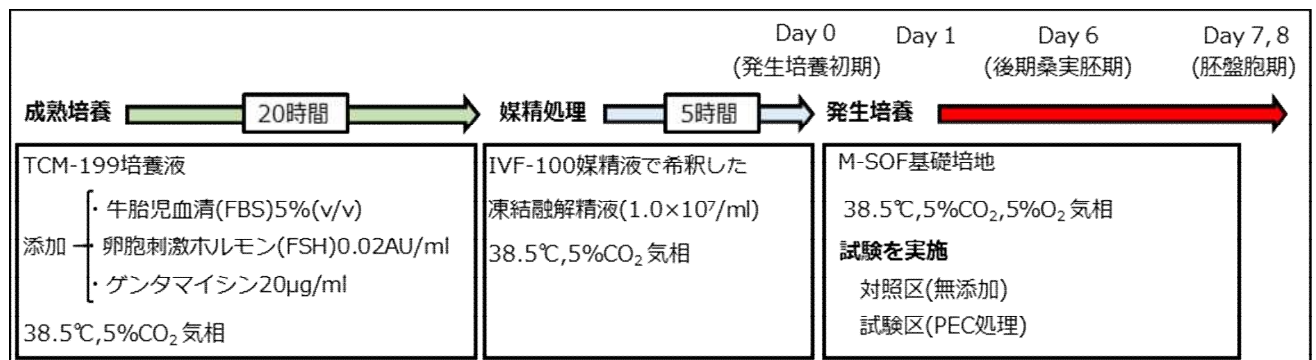 Day 0 Day 1 Day 6 Day 7, 8
(発生培養初期) (後期桑実胚期) (胚盤胞期)
成熟培養 20時間 媒精処理 5時間 発生培養
TCM-199培養液
・牛胎児血清(FBS)5%(v/v)
添加 ・卵胞刺激ホルモン(FSH)0.02AU/ml
・ゲンタマイシン20μg/ml
38.5℃,5%CO₂気相
IVF-100媒精液で希釈した
凍結融解精液(1.0×10⁷/ml)
38.5℃,5%CO₂気相
M-SOF基礎培地
38.5℃,5%CO₂,5%O₂気相
試験を実施
対照区(無添加)
試験区(PEC処理)